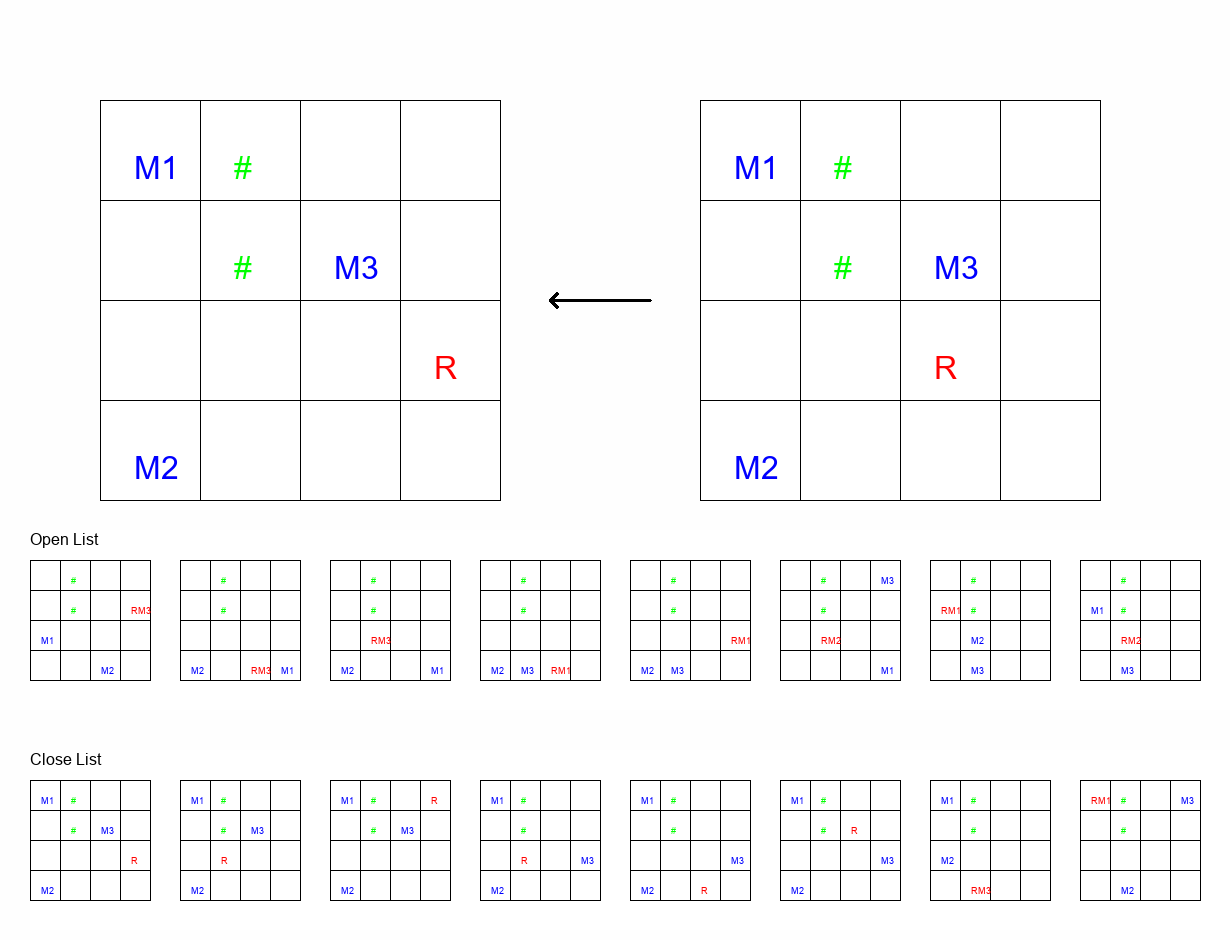 M1 # M1 #
# M3 # M3
R R
M2 M2
Open List
# # # # # M3 # #
# RM3 # # # # # RM1 # M1 #
M1 RM3 RM1 RM2 M2 RM2
M2 M2 RM3 M1 M2 M1 M2 M3 RM1 M2 M3 M1 M3 M3
Close List
M1 # M1 # M1 # R M1 # M1 # M1 # M1 # RM1 # M3
# M3 # M3 # M3 # # # R # #
R R R M3 M3 M3 M2
M2 M2 M2 M2 M2 R M2 RM3 M2